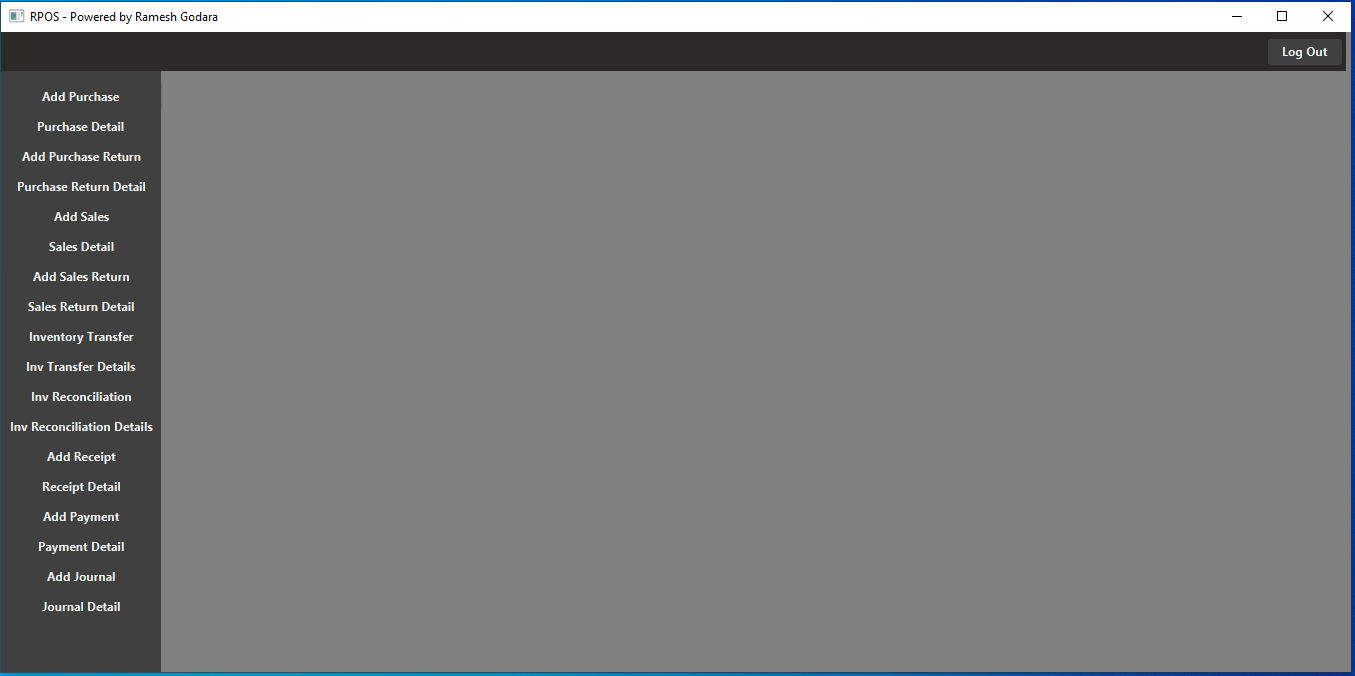 RPOS - Powered by Ramesh Godara
Log Out
Add Purchase
Purchase Detail
Add Purchase Return
Purchase Return Detail
Add Sales
Sales Detail
Add Sales Return
Sales Return Detail
Inventory Transfer
Inv Transfer Details
Inv Reconciliation
Inv Reconciliation Details
Add Receipt
Receipt Detail
Add Payment
Payment Detail
Add Journal
Journal Detail